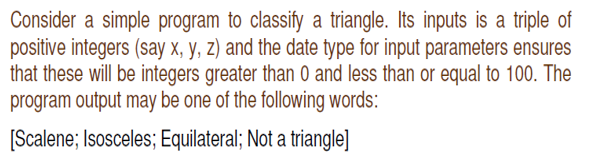 Consider a simple program to classify a triangle. Its inputs is a triple of
positive integers (say x, y, z) and the date type for input parameters ensures
that these will be integers greater than 0 and less than or equal to 100. The
program output may be one of the following words:
[Scalene; Isosceles; Equilateral; Not a triangle]